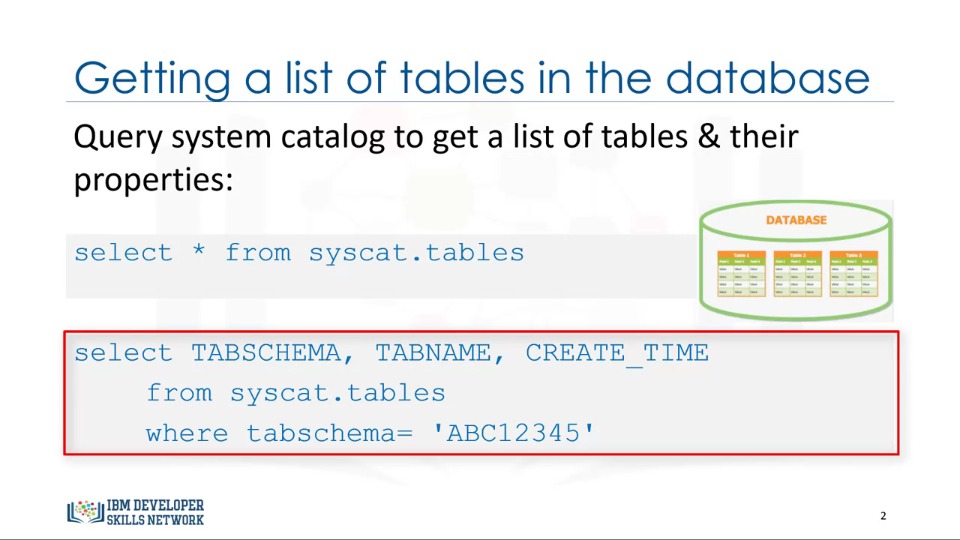 Getting a list of tables in the database
Query system catalog to get a list of tables & their
properties:
select * from syscat.tables
DATABASE
Table 1 Table 2 Table 3
select TABSCHEMA, TABNAME, CREATE_TIME
from syscat.tables
where tabschema= 'ABC12345'
IBM DEVELOPER
SKILLS NETWORK
2